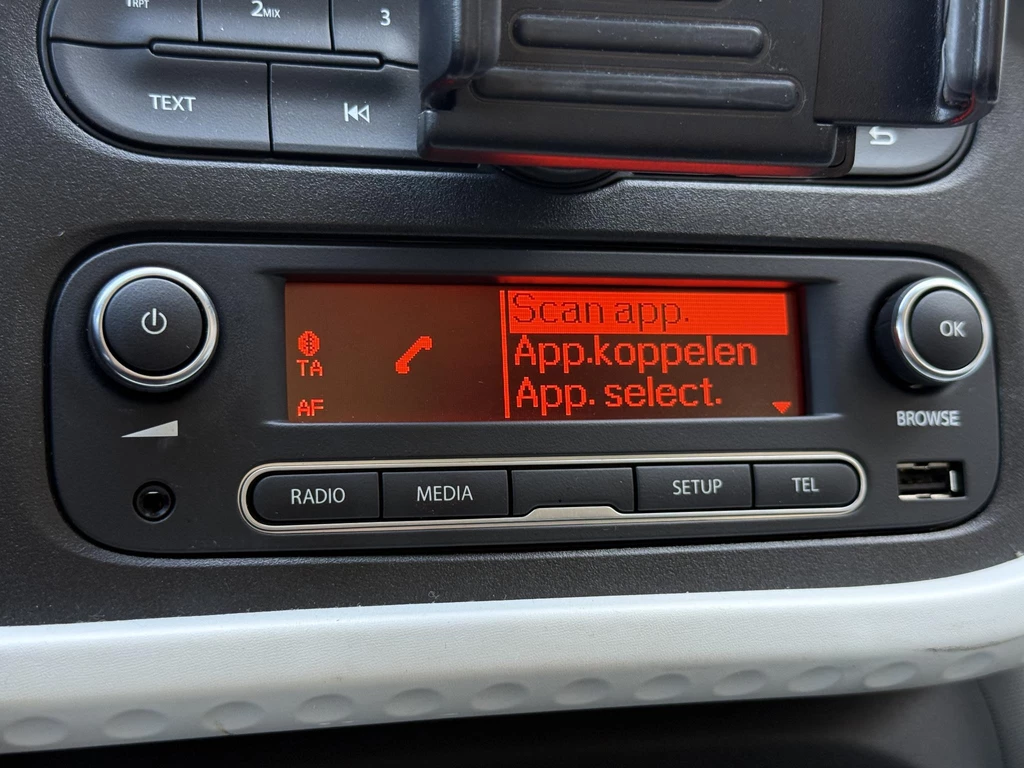 1RPT
2MIX
3
TEXT
Scan app.
App.koppelen
App. select.
TA
AF
OK
BROWSE
RADIO
MEDIA
SETUP
TEL